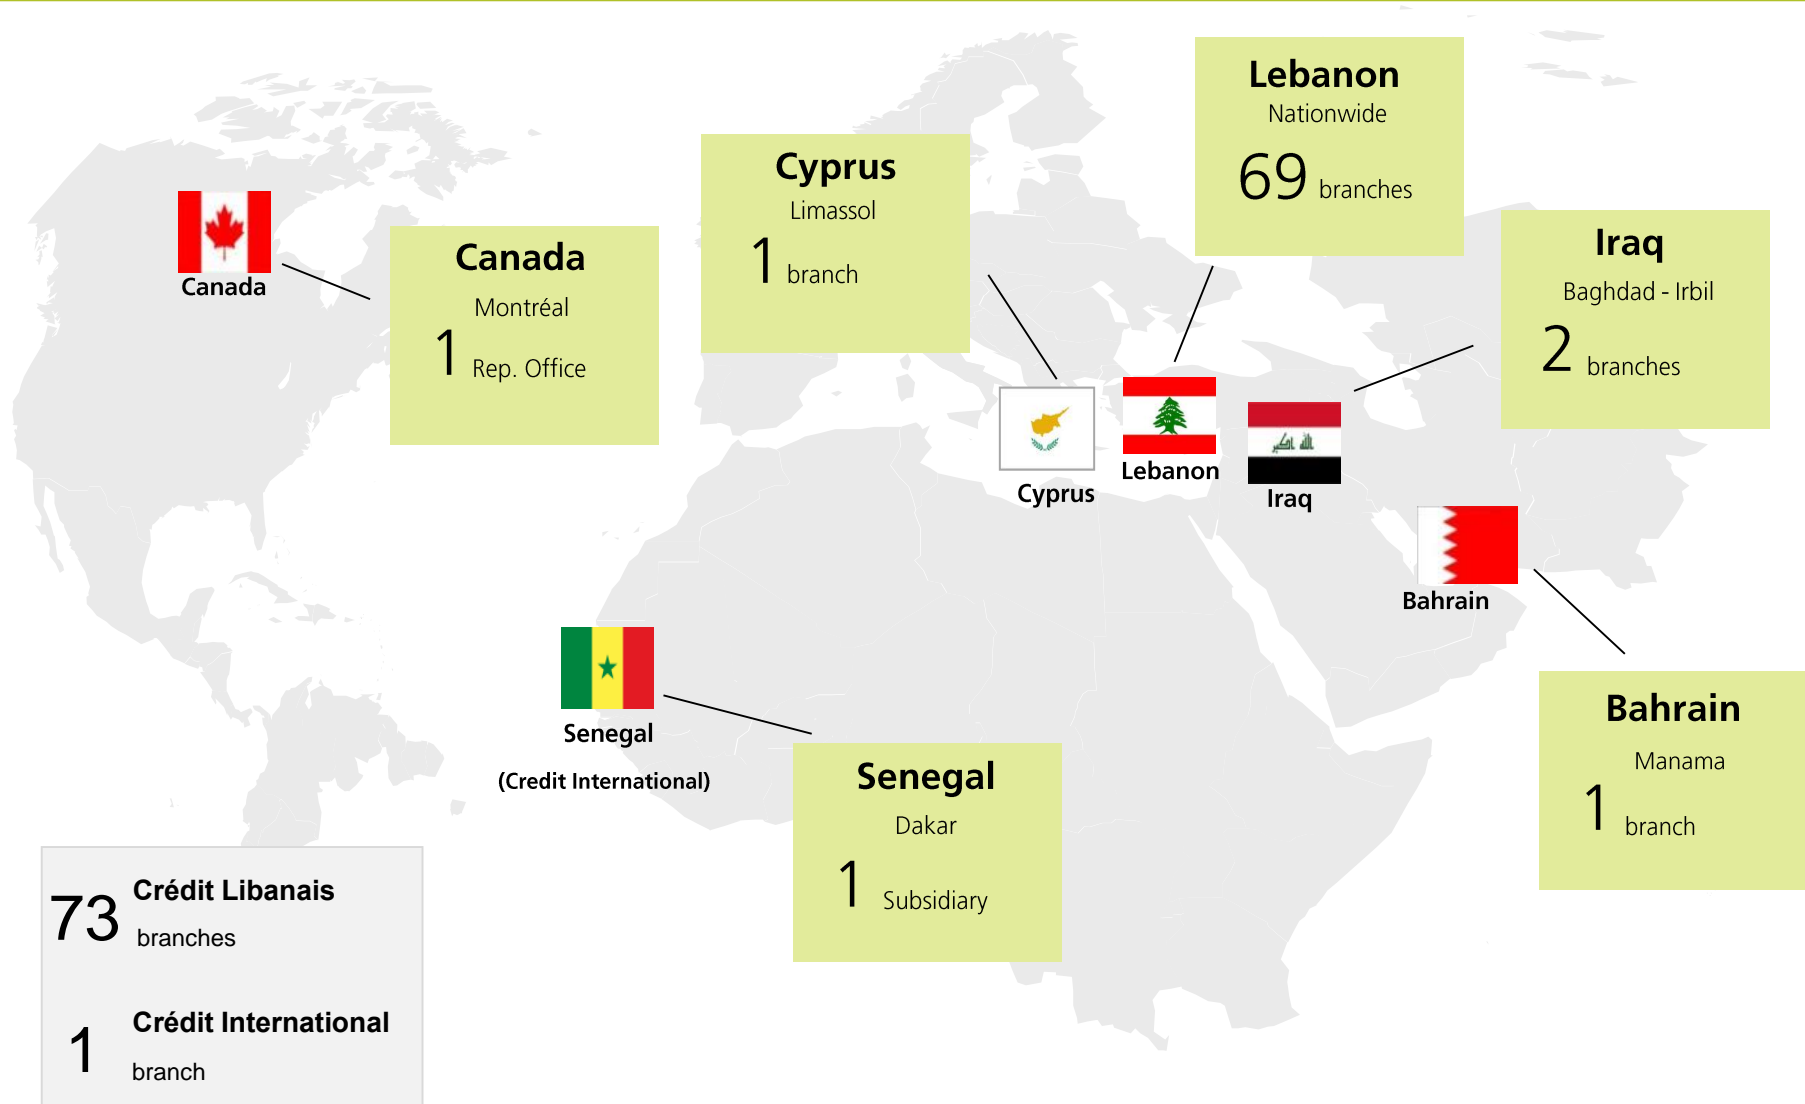 Lebanon
Nationwide
69 branches
Cyprus
Limassol
1 branch
Iraq
Baghdad - Irbil
2 branches
Canada
Canada
Montréal
1 Rep. Office
Cyprus
Lebanon
الله اكبر
Iraq
Bahrain
Bahrain
Manama
1 branch
Senegal
(Credit International)
Senegal
Dakar
1 Subsidiary
73 Crédit Libanais
branches
1 Crédit International
branch